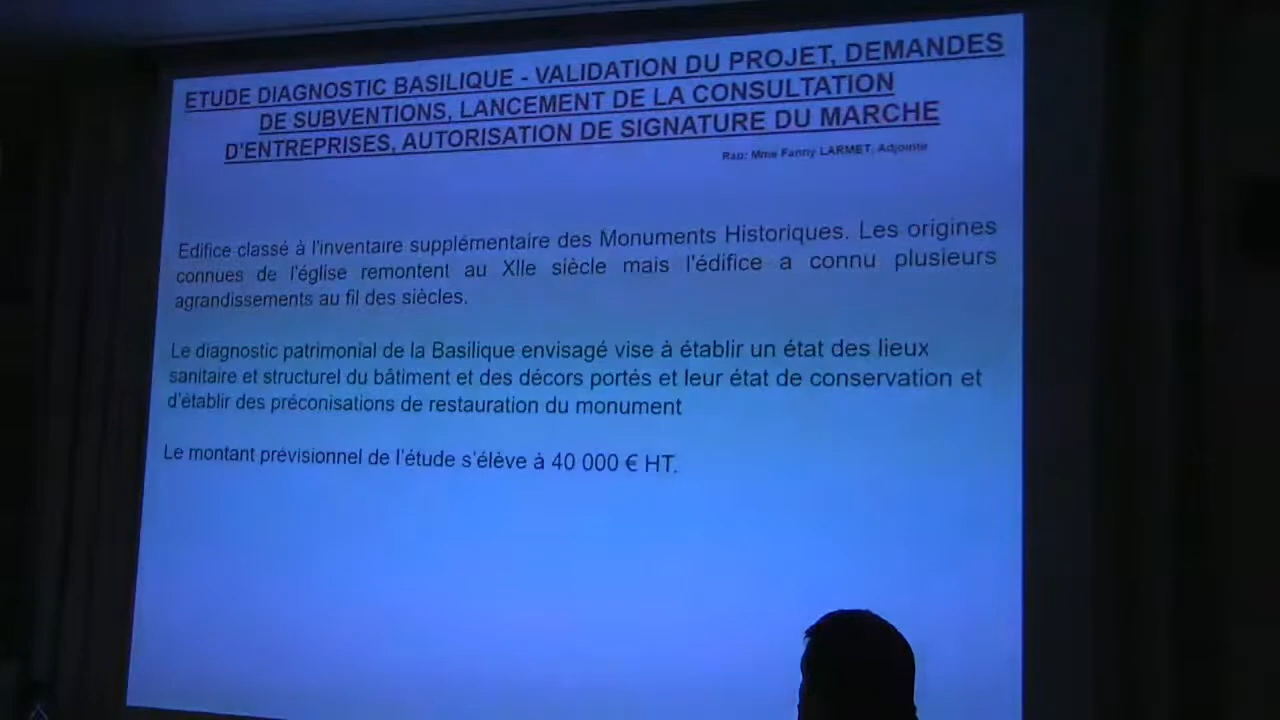 ETUDE DIAGNOSTIC BASILIQUE - VALIDATION DU PROJET, DEMANDES
DE SUBVENTIONS, LANCEMENT DE LA CONSULTATION
D'ENTREPRISES, AUTORISATION DE SIGNATURE DU MARCHE
Rap: Mme Fanny LARMET, Adjointe
Edifice classé à l'inventaire supplémentaire des Monuments Historiques. Les origines
connues de l'église remontent au XIIe siècle mais l'édifice a connu plusieurs
agrandissements au fil des siècles.
Le diagnostic patrimonial de la Basilique envisagé vise à établir un état des lieux
sanitaire et structurel du bâtiment et des décors portés et leur état de conservation et
d'établir des préconisations de restauration du monument
Le montant prévisionnel de l'étude s'élève à 40 000 € HT.